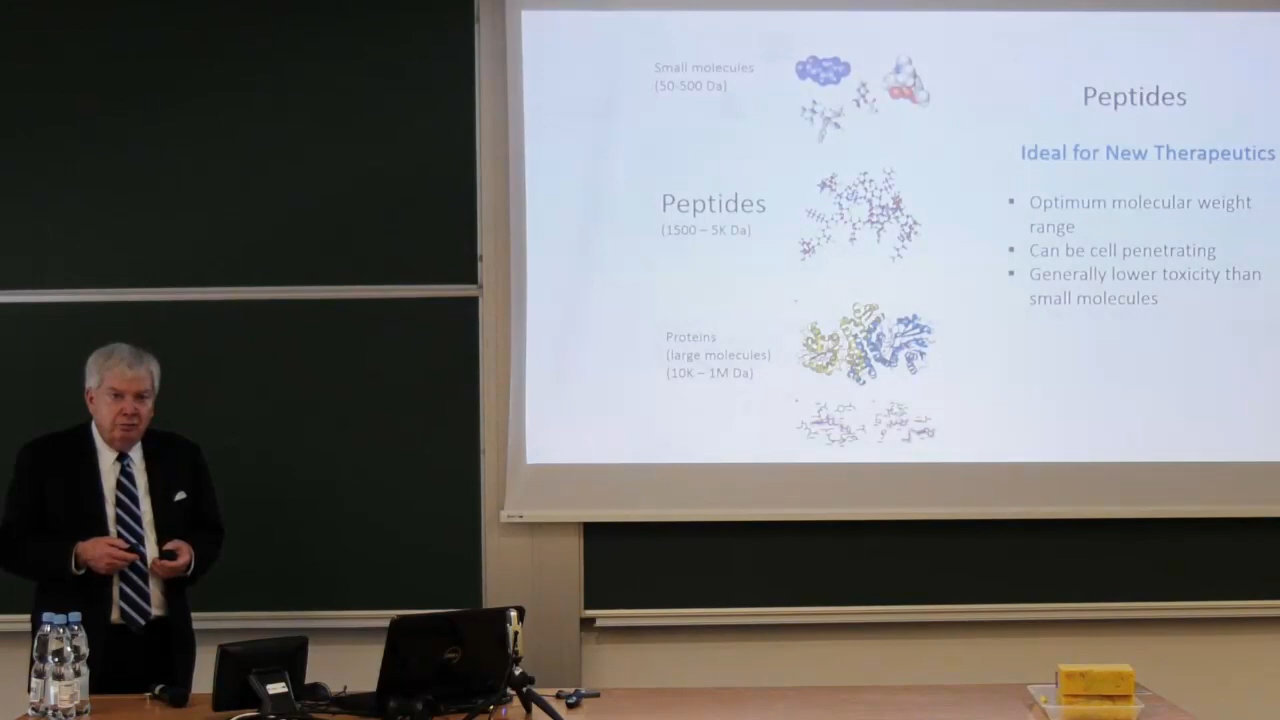 Small molecules
(50-500 Da)
Peptides
(1500 – 5K Da)
Proteins
(large molecules)
(10K – 1M Da)
Peptides
Ideal for New Therapeutics
▪ Optimum molecular weight
range
▪ Can be cell penetrating
▪ Generally lower toxicity than
small molecules
DELL